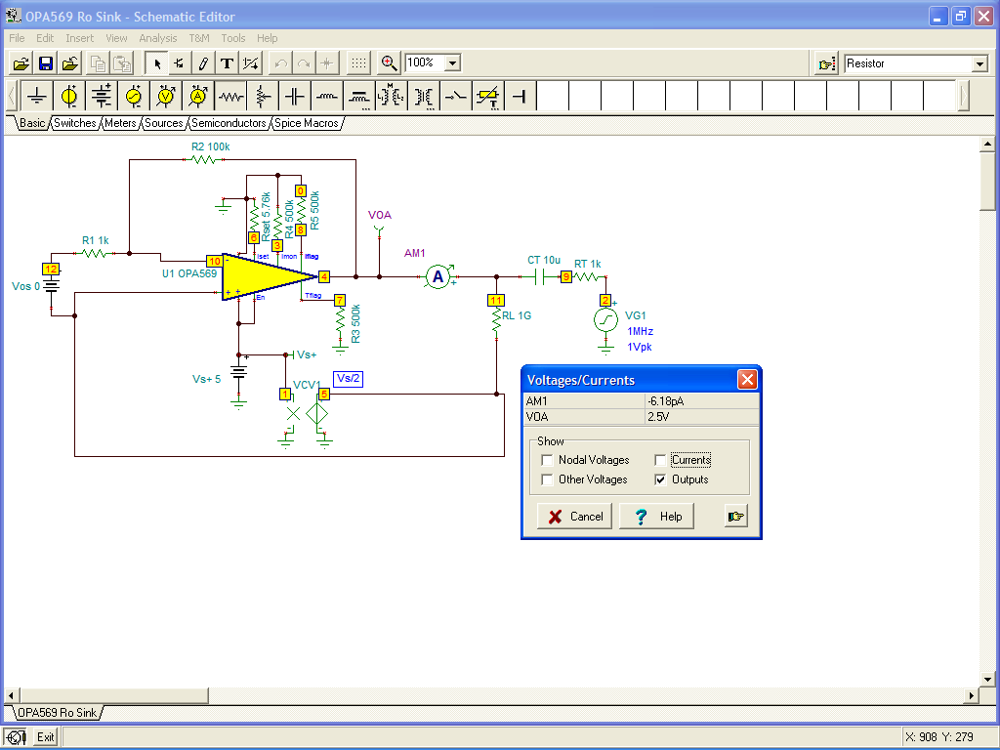 OPA569 Ro Sink - Schematic Editor
File Edit Insert View Analysis T&M Tools Help
100%
Resistor
Basic Switches Meters Sources Semiconductors Spice Macros
R2 100k
Rset 5.76k
R4 500k
R5 500k
0
6
3
8
Iset
Imon
Iflag
VOA
R1 1k
10
12
U1 OPA569
Vos 0
En
Tflag
4
7
R3 500k
AM1
A
CT 10u
9
RT 1k
11
RL 1G
2
VG1
1MHz
1Vpk
Vs+
Vs+ 5
VCV1
Vs/2
1
5
Voltages/Currents
AM1 -6.18pA
VOA 2.5V
Show
Nodal Voltages Currents
Other Voltages Outputs
Cancel Help
OPA569 Ro Sink
Exit X: 908 Y: 279